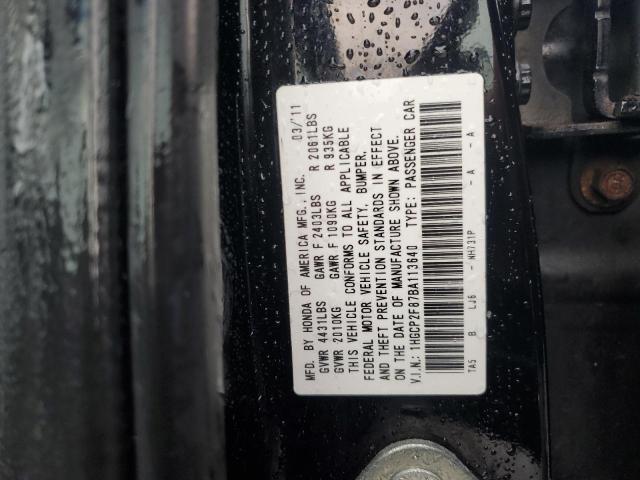 MFD. BY HONDA OF AMERICA MFG., INC. 03/11
GVWR 4431LBS GAWR F 2403LBS R 2061LBS
GVWR 2010KG GAWR F 1090KG R 935KG
THIS VEHICLE CONFORMS TO ALL APPLICABLE
FEDERAL MOTOR VEHICLE SAFETY, BUMPER,
AND THEFT PREVENTION STANDARDS IN EFFECT
ON THE DATE OF MANUFACTURE SHOWN ABOVE.
V.I.N.: 1HGCP2F87BA113640 TYPE: PASSENGER CAR
TA5 B LJ6 - NH731P - A - A